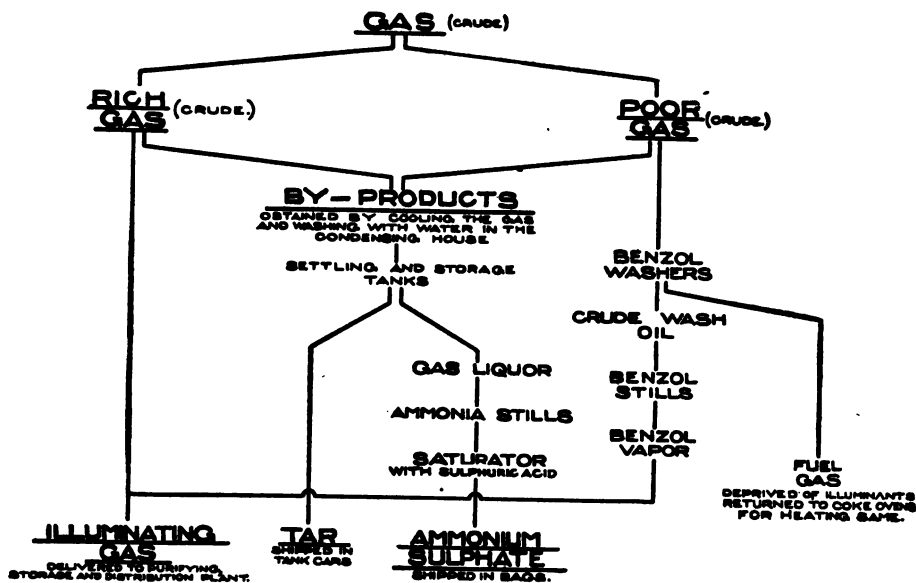 GAS (CRUDE)
RICH
GAS (CRUDE.)
POOR
GAS (CRUDE.)
BY-PRODUCTS
OBTAINED BY COOLING THE GAS
AND WASHING WITH WATER IN THE
CONDENSING HOUSE
SETTLING AND STORAGE
TANKS
BENZOL
WASHERS
CRUDE WASH
OIL
GAS LIQUOR
BENZOL
STILLS
AMMONIA STILLS
BENZOL
VAPOR
SATURATOR
WITH SULPHURIC ACID
FUEL
GAS
DEPRIVED OF ILLUMINANTS
RETURNED TO COKE OVENS
FOR HEATING SAME.
ILLUMINATING
GAS
DELIVERED TO PURIFYING,
STORAGE AND DISTRIBUTION PLANT.
TAR
SHIPPED IN
TANK CARS
AMMONIUM
SULPHATE
SHIPPED IN BAGS.